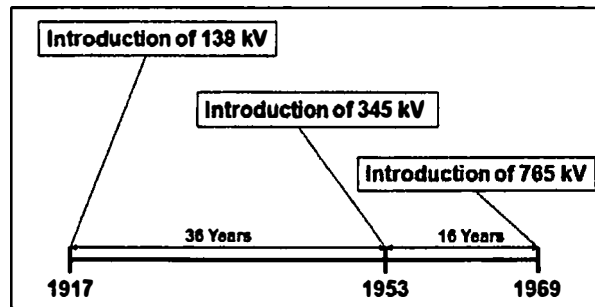 Introduction of 138 kV
Introduction of 345 kV
Introduction of 765 kV
36 Years
16 Years
1917
1953
1969